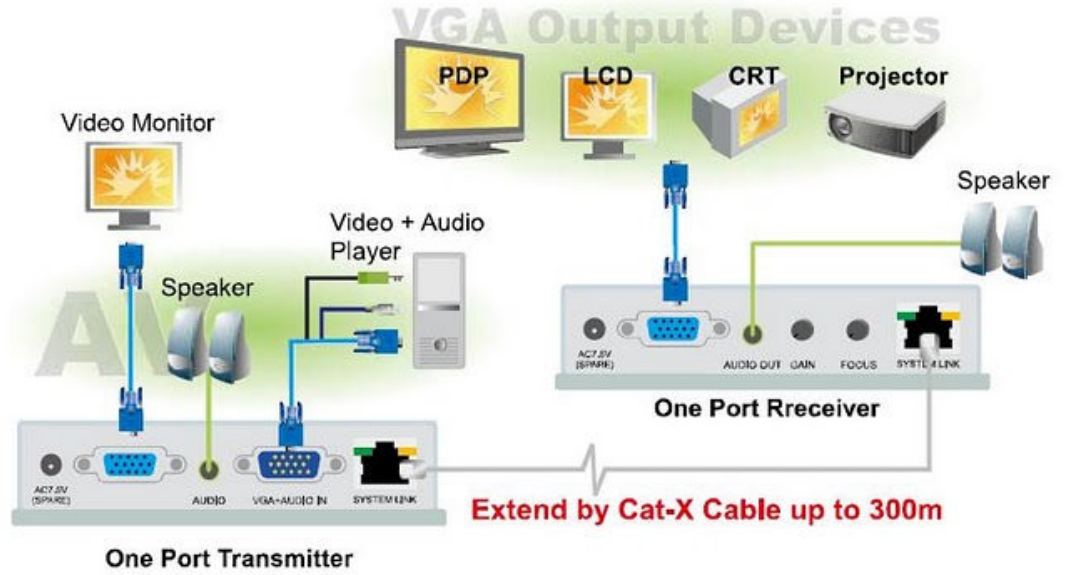 VGA Output Devices
PDP
LCD
CRT
Projector
Video Monitor
Speaker
Video + Audio
Player
Speaker
AV
AC7.5V
(SPARE)
AUDIO OUT
GAIN
FOCUS
SYSTEM LINK
One Port Rreceiver
AC7.5V
(SPARE)
AUDIO
VGA+AUDIO IN
SYSTEM LINK
Extend by Cat-X Cable up to 300m
One Port Transmitter